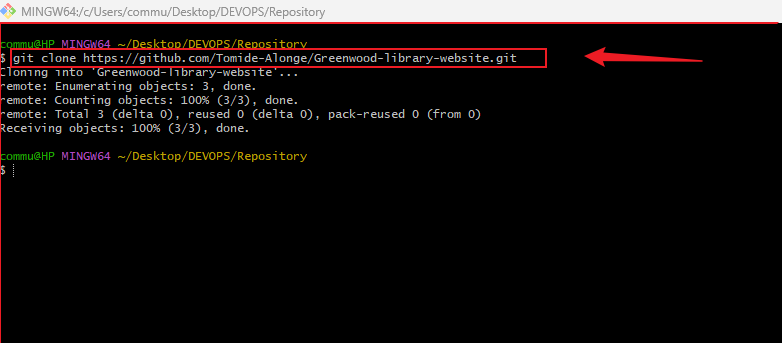 MINGW64:/c/Users/commu/Desktop/DEVOPS/Repository
commu@HP MINGW64 ~/Desktop/DEVOPS/Repository
$ git clone https://github.com/Tomide-Alonge/Greenwood-library-website.git
Cloning into 'Greenwood-library-website'...
remote: Enumerating objects: 3, done.
remote: Counting objects: 100% (3/3), done.
remote: Total 3 (delta 0), reused 0 (delta 0), pack-reused 0 (from 0)
Receiving objects: 100% (3/3), done.
commu@HP MINGW64 ~/Desktop/DEVOPS/Repository
$